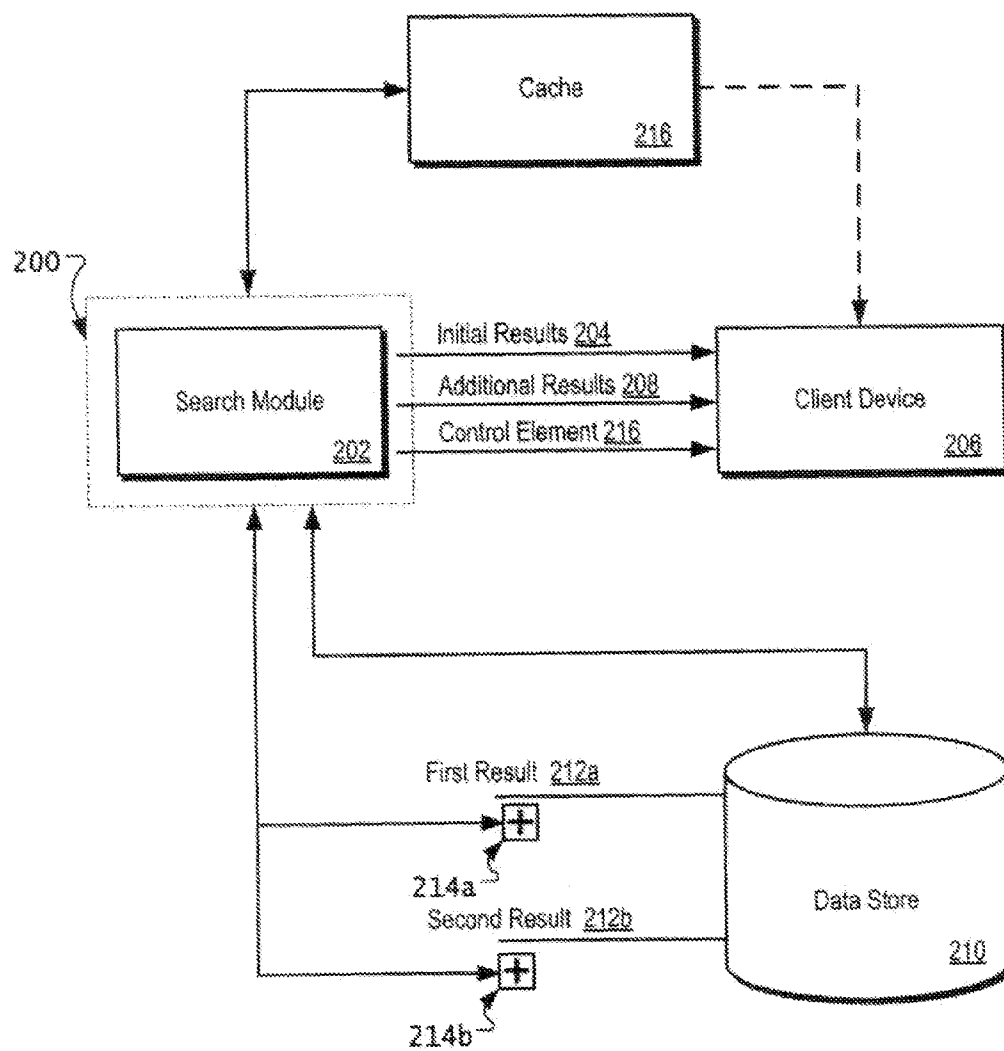 Cache
216
200
Initial Results 204
Additional Results 208
Control Element 216
Search Module
202
Client Device
206
First Result 212a
+
214a
Second Result 212b
+
214b
Data Store
210